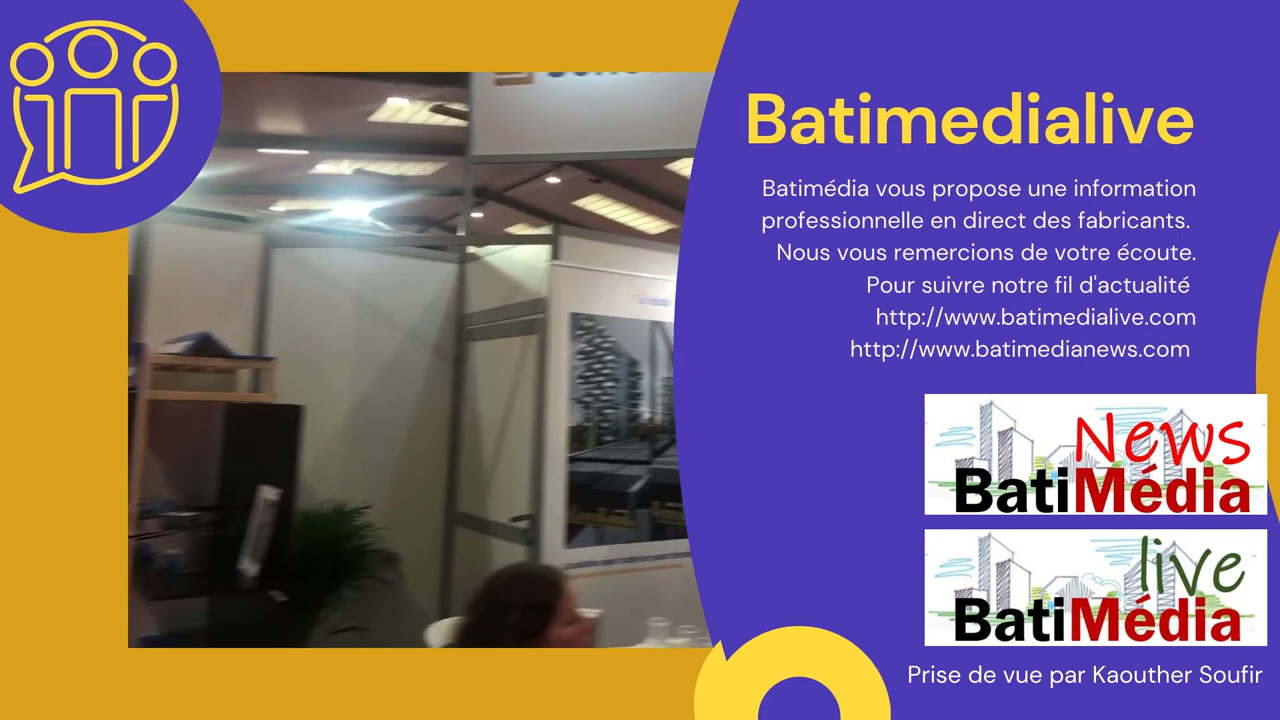 Batimedialive
Batimédia vous propose une information
professionnelle en direct des fabricants.
Nous vous remercions de votre écoute.
Pour suivre notre fil d'actualité
http://www.batimedialive.com
http://www.batimedianews.com
News
BatiMédia
live
BatiMédia
Prise de vue par Kaouther Soufir